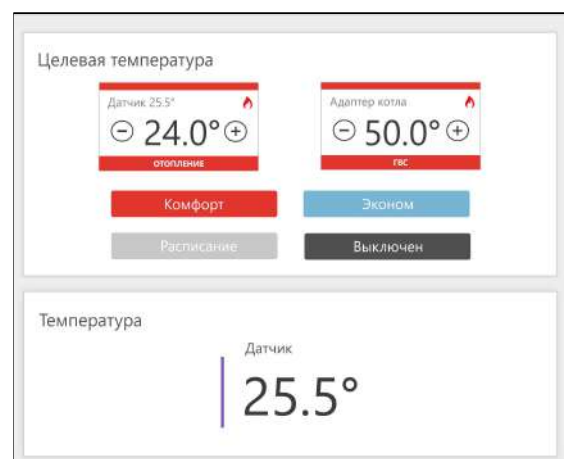 Целевая температура
Датчик 25.5°
Адаптер котла
24.0°
50.0°
ОТОПЛЕНИЕ
ГВС
Комфорт
Эконом
Расписание
Выключен
Температура
Датчик
25.5°